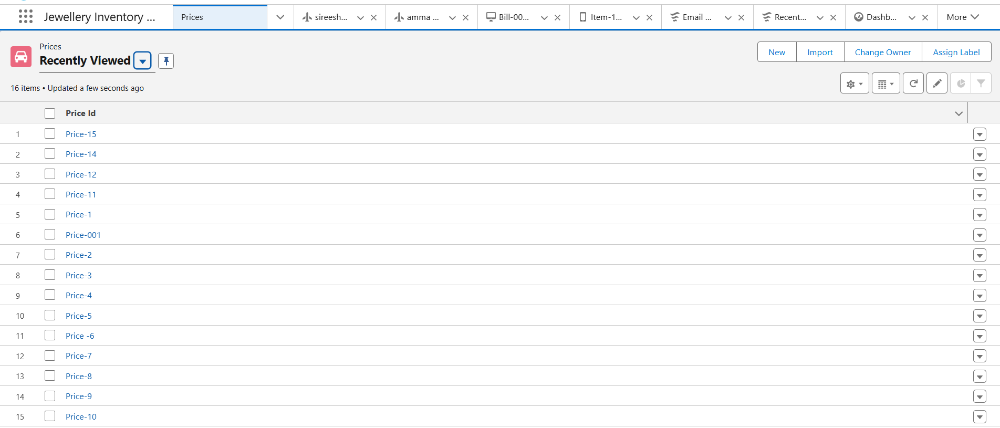 Jewellery Inventory ...
Prices
sireesh...
amma ...
Bill-00...
Item-1...
Email ...
Recent...
Dashb...
More
Prices
Recently Viewed
New
Import
Change Owner
Assign Label
16 items • Updated a few seconds ago
Price Id
1 Price-15
2 Price-14
3 Price-12
4 Price-11
5 Price-1
6 Price-001
7 Price-2
8 Price-3
9 Price-4
10 Price-5
11 Price -6
12 Price-7
13 Price-8
14 Price-9
15 Price-10